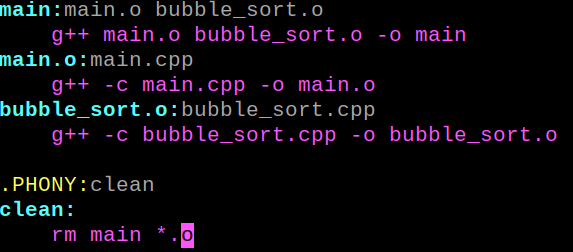 main:main.o bubble_sort.o
    g++ main.o bubble_sort.o -o main
main.o:main.cpp
    g++ -c main.cpp -o main.o
bubble_sort.o:bubble_sort.cpp
    g++ -c bubble_sort.cpp -o bubble_sort.o

.PHONY:clean
clean:
    rm main *.o